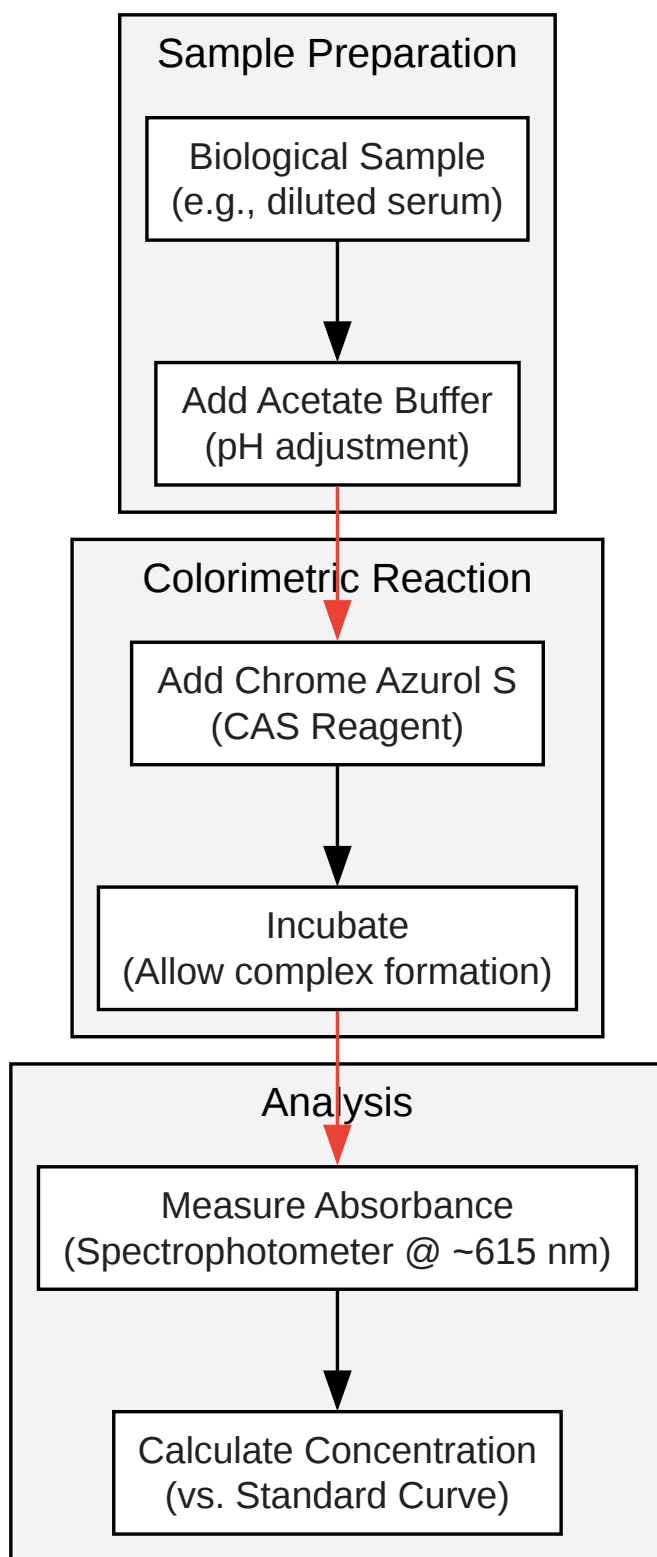 Sample Preparation
Biological Sample
(e.g., diluted serum)
Add Acetate Buffer
(pH adjustment)
Colorimetric Reaction
Add Chrome Azurol S
(CAS Reagent)
Incubate
(Allow complex formation)
Analysis
Measure Absorbance
(Spectrophotometer @ ~615 nm)
Calculate Concentration
(vs. Standard Curve)